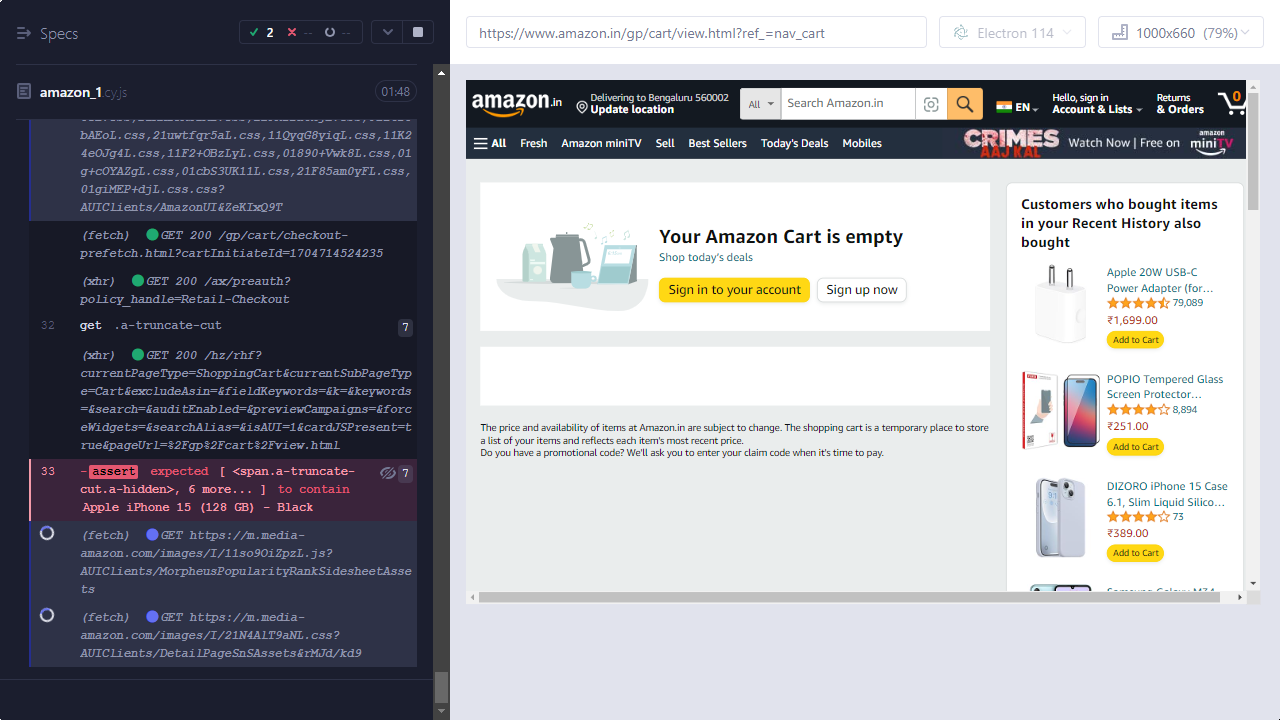 Specs
2
--
--
https://www.amazon.in/gp/cart/view.html?ref_=nav_cart
Electron 114
1000x660 (79%)
amazon_1.cy.js
01:48
bAEoL.css,21uwtfqr5aL.css,11QyqG8yiqL.css,11K2
4eOJg4L.css,11F2+OBzLyL.css,01890+Vwk8L.css,01
g+cOYAZgL.css,01cbS3UK11L.css,21F85am0yFL.css,
01giMEP+djL.css.css?
AUIClients/AmazonUI&ZeKIxQ9T
(fetch) GET 200 /gp/cart/checkout-
prefetch.html?cartInitiateId=1704714524235
(xhr) GET 200 /ax/preauth?
policy_handle=Retail-Checkout
32 get .a-truncate-cut 7
(xhr) GET 200 /hz/rhf?
currentPageType=ShoppingCart&currentSubPageTyp
e=Cart&excludeAsin=&fieldKeywords=&k=&keywords
=&search=&auditEnabled=&previewCampaigns=&forc
eWidgets=&searchAlias=&isAUI=1&cardJSPresent=t
rue&pageUrl=%2Fgp%2Fcart%2Fview.html
33 -assert expected [ <span.a-truncate- 7
cut.a-hidden>, 6 more... ] to contain
Apple iPhone 15 (128 GB) - Black
(fetch) GET https://m.media-
amazon.com/images/I/11so9OiZpzL.js?
AUIClients/MorpheusPopularityRankSidesheetAsse
ts
(fetch) GET https://m.media-
amazon.com/images/I/21N4AlT9aNL.css?
AUIClients/DetailPageSnSAssets&rMJd/kd9
amazon.in
Delivering to Bengaluru 560002
Update location
All
Search Amazon.in
EN
Hello, sign in
Account & Lists
Returns
& Orders
0
All
Fresh
Amazon miniTV
Sell
Best Sellers
Today's Deals
Mobiles
CRIMES
AAJ KAL
Watch Now | Free on
amazon
miniTV
Your Amazon Cart is empty
Shop today's deals
Sign in to your account
Sign up now
The price and availability of items at Amazon.in are subject to change. The shopping cart is a temporary place to store
a list of your items and reflects each item's most recent price.
Do you have a promotional code? We'll ask you to enter your claim code when it's time to pay.
Customers who bought items
in your Recent History also
bought
Apple 20W USB-C
Power Adapter (for…
79,089
₹1,699.00
Add to Cart
POPIO Tempered Glass
Screen Protector…
8,894
₹251.00
Add to Cart
DIZORO iPhone 15 Case
6.1, Slim Liquid Silico…
73
₹389.00
Add to Cart